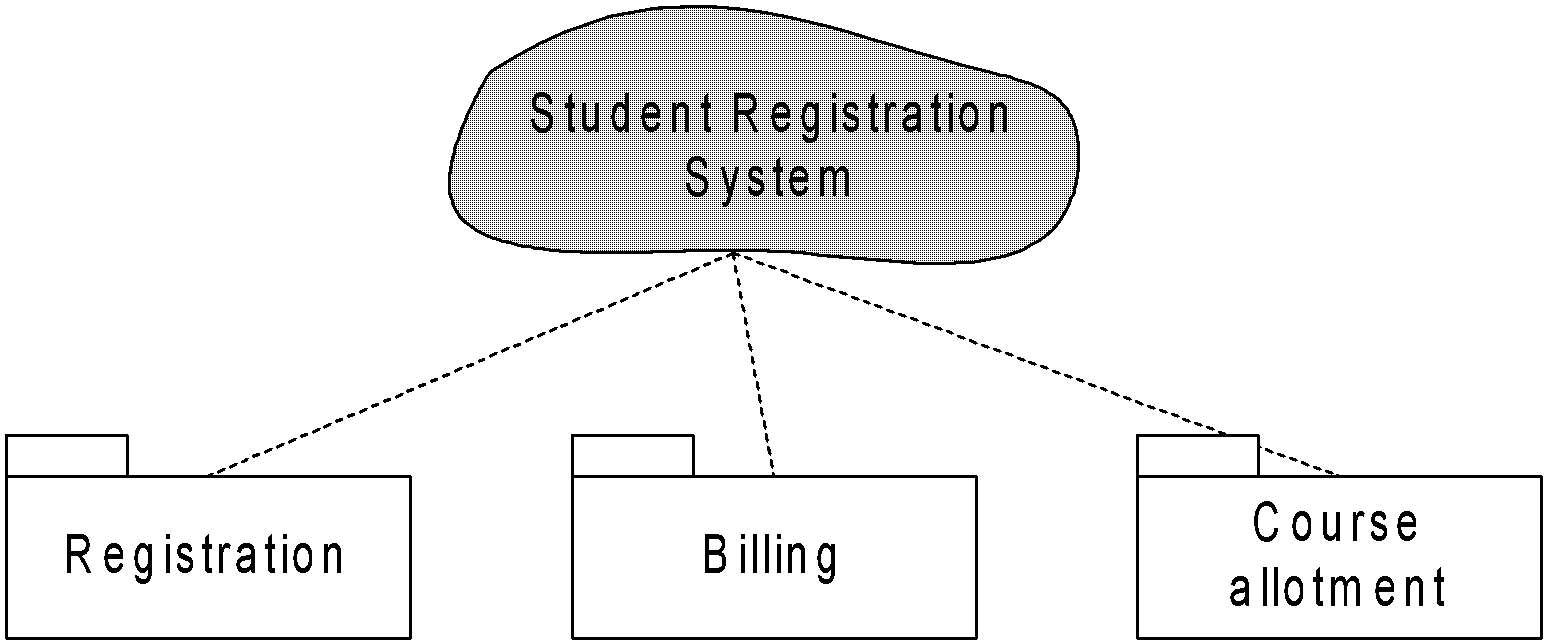 Student Registration
System
Registration
Billing
Course
allotment